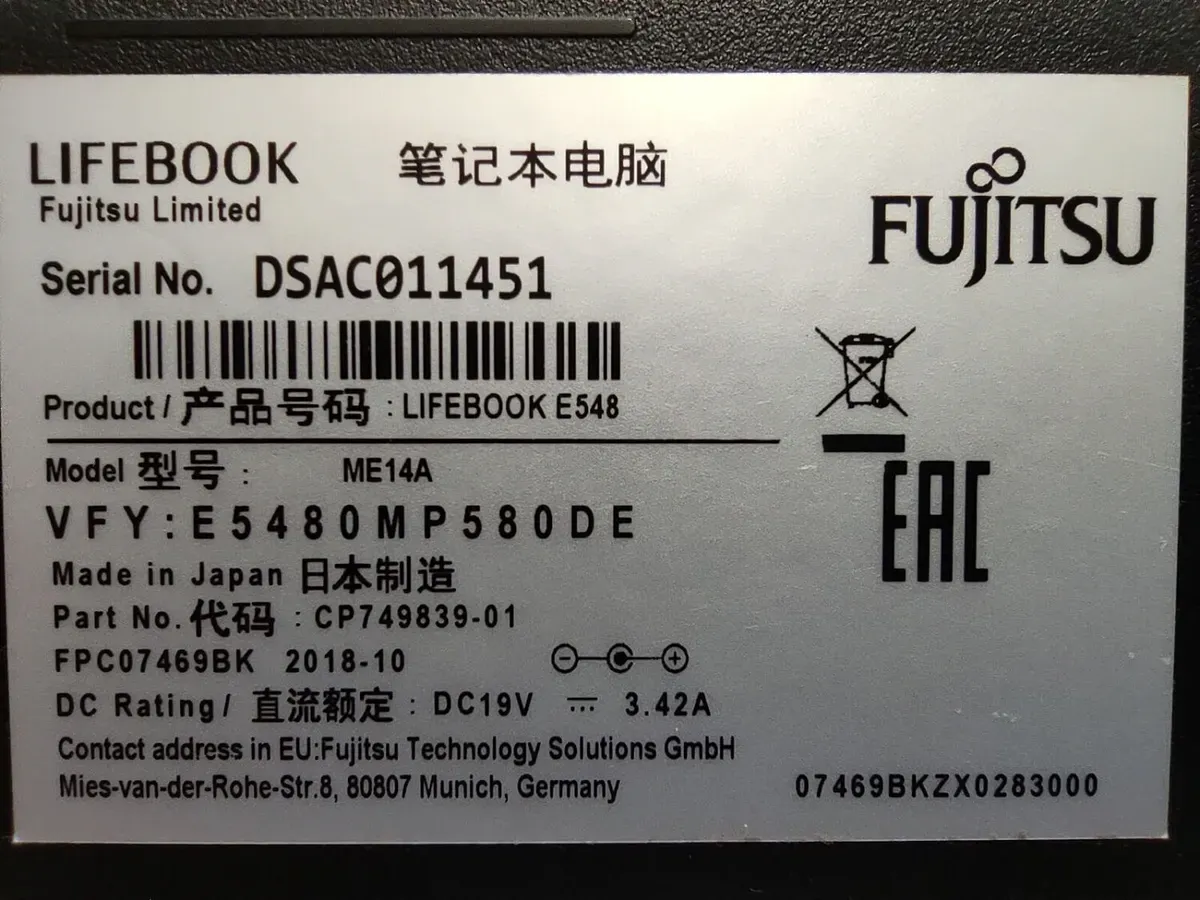 LIFEBOOK 笔记本电脑
Fujitsu Limited
FUJITSU
Serial No. DSAC011451
Product / 产品号码 : LIFEBOOK E548
Model 型号 : ME14A
VFY:E5480MP580DE
EAC
Made in Japan 日本制造
Part No. 代码 : CP749839-01
FPC07469BK 2018-10
DC Rating/ 直流额定 : DC19V ⎓ 3.42A
Contact address in EU:Fujitsu Technology Solutions GmbH
Mies-van-der-Rohe-Str.8, 80807 Munich, Germany
07469BKZX0283000